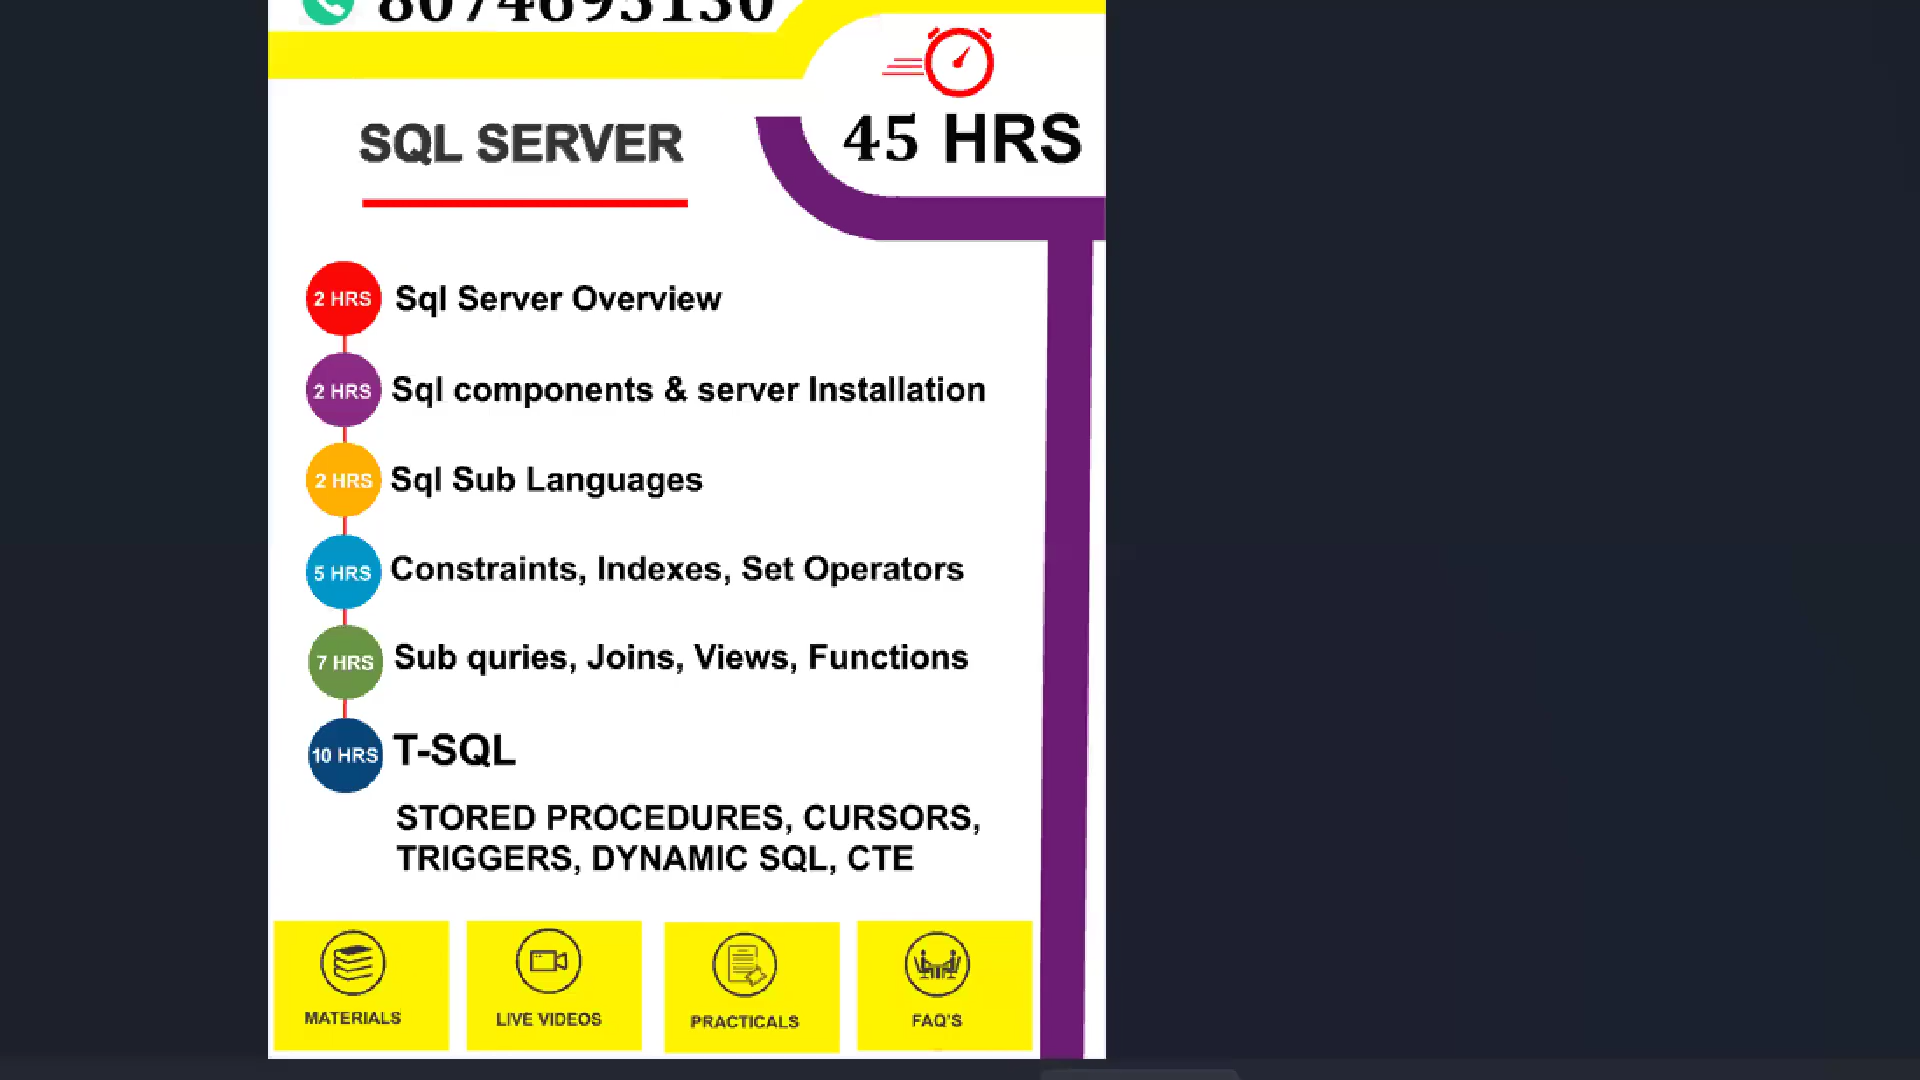 8074695130
SQL SERVER
45 HRS
2 HRS Sql Server Overview
2 HRS Sql components & server Installation
2 HRS Sql Sub Languages
5 HRS Constraints, Indexes, Set Operators
7 HRS Sub quries, Joins, Views, Functions
10 HRS T-SQL
STORED PROCEDURES, CURSORS,
TRIGGERS, DYNAMIC SQL, CTE
MATERIALS
LIVE VIDEOS
PRACTICALS
FAQ'S